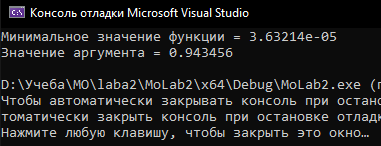 Консоль отладки Microsoft Visual Studio
Минимальное значение функции = 3.63214e-05
Значение аргумента = 0.943456
D:\Учеба\МО\laba2\MoLab2\x64\Debug\MoLab2.exe (п
Чтобы автоматически закрывать консоль при остано
томатически закрыть консоль при остановке отлад
Нажмите любую клавишу, чтобы закрыть это окно…